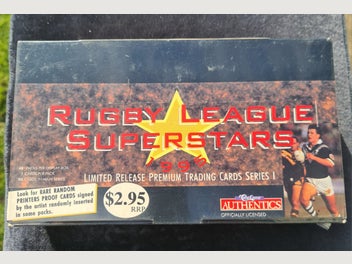 RUGBY LEAGUE
SUPERSTARS
1995
LIMITED RELEASE PREMIUM TRADING CARDS SERIES I
Look for RARE RANDOM
PRINTERS PROOF CARDS signed
by the artist randomly inserted
in some packs.
$2.95
RRP
AUTHENTICS
OFFICIALLY LICENSED